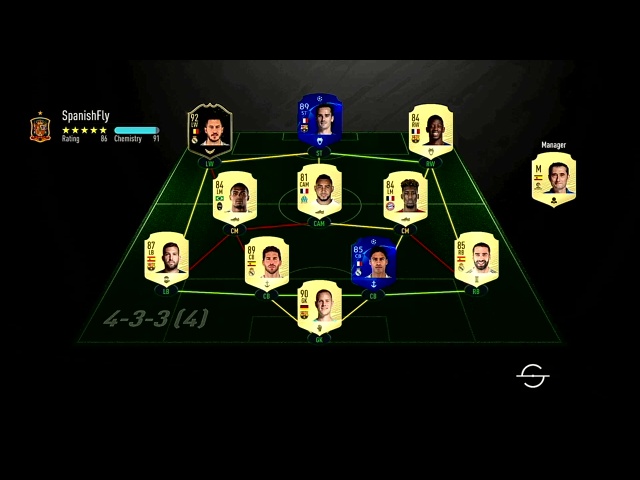 SpanishFly
Rating 86
Chemistry 91
Manager
M
92
LW
89
ST
84
RW
LW
ST
RW
84
LM
81
CAM
84
LM
CM
CAM
CM
87
LB
89
CB
85
CB
85
RB
LB
CB
CB
RB
90
GK
GK
4-3-3 (4)